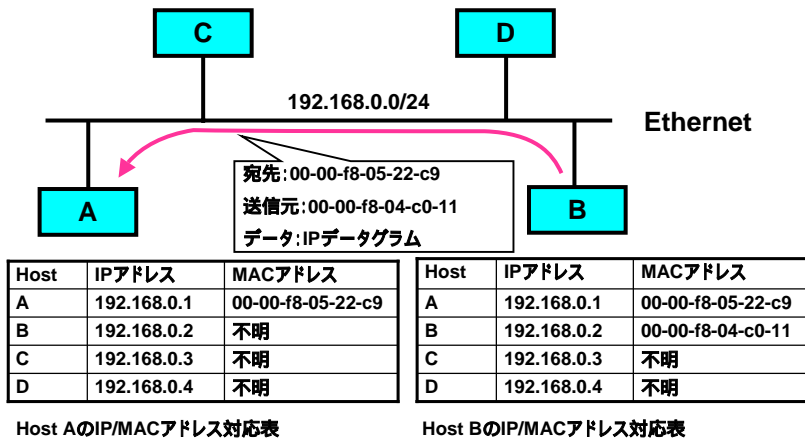 C
D
192.168.0.0/24
Ethernet
宛先:00-00-f8-05-22-c9
送信元:00-00-f8-04-c0-11
データ:IPデータグラム
A
B
Host IPアドレス MACアドレス
A 192.168.0.1 00-00-f8-05-22-c9
B 192.168.0.2 不明
C 192.168.0.3 不明
D 192.168.0.4 不明
Host AのIP/MACアドレス対応表
Host IPアドレス MACアドレス
A 192.168.0.1 00-00-f8-05-22-c9
B 192.168.0.2 00-00-f8-04-c0-11
C 192.168.0.3 不明
D 192.168.0.4 不明
Host BのIP/MACアドレス対応表